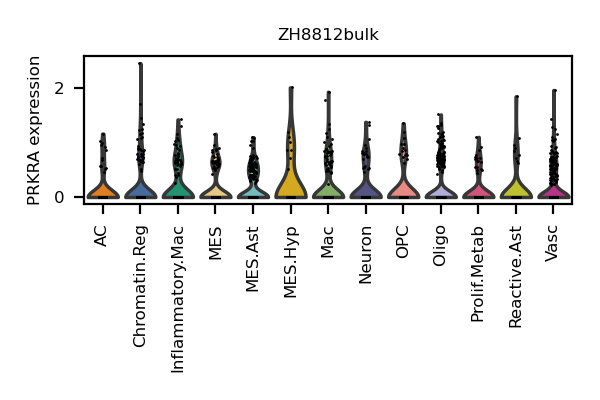 ZH8812bulk
PRKRA expression
2
0
AC
Chromatin.Reg
Inflammatory.Mac
MES
MES.Ast
MES.Hyp
Mac
Neuron
OPC
Oligo
Prolif.Metab
Reactive.Ast
Vasc